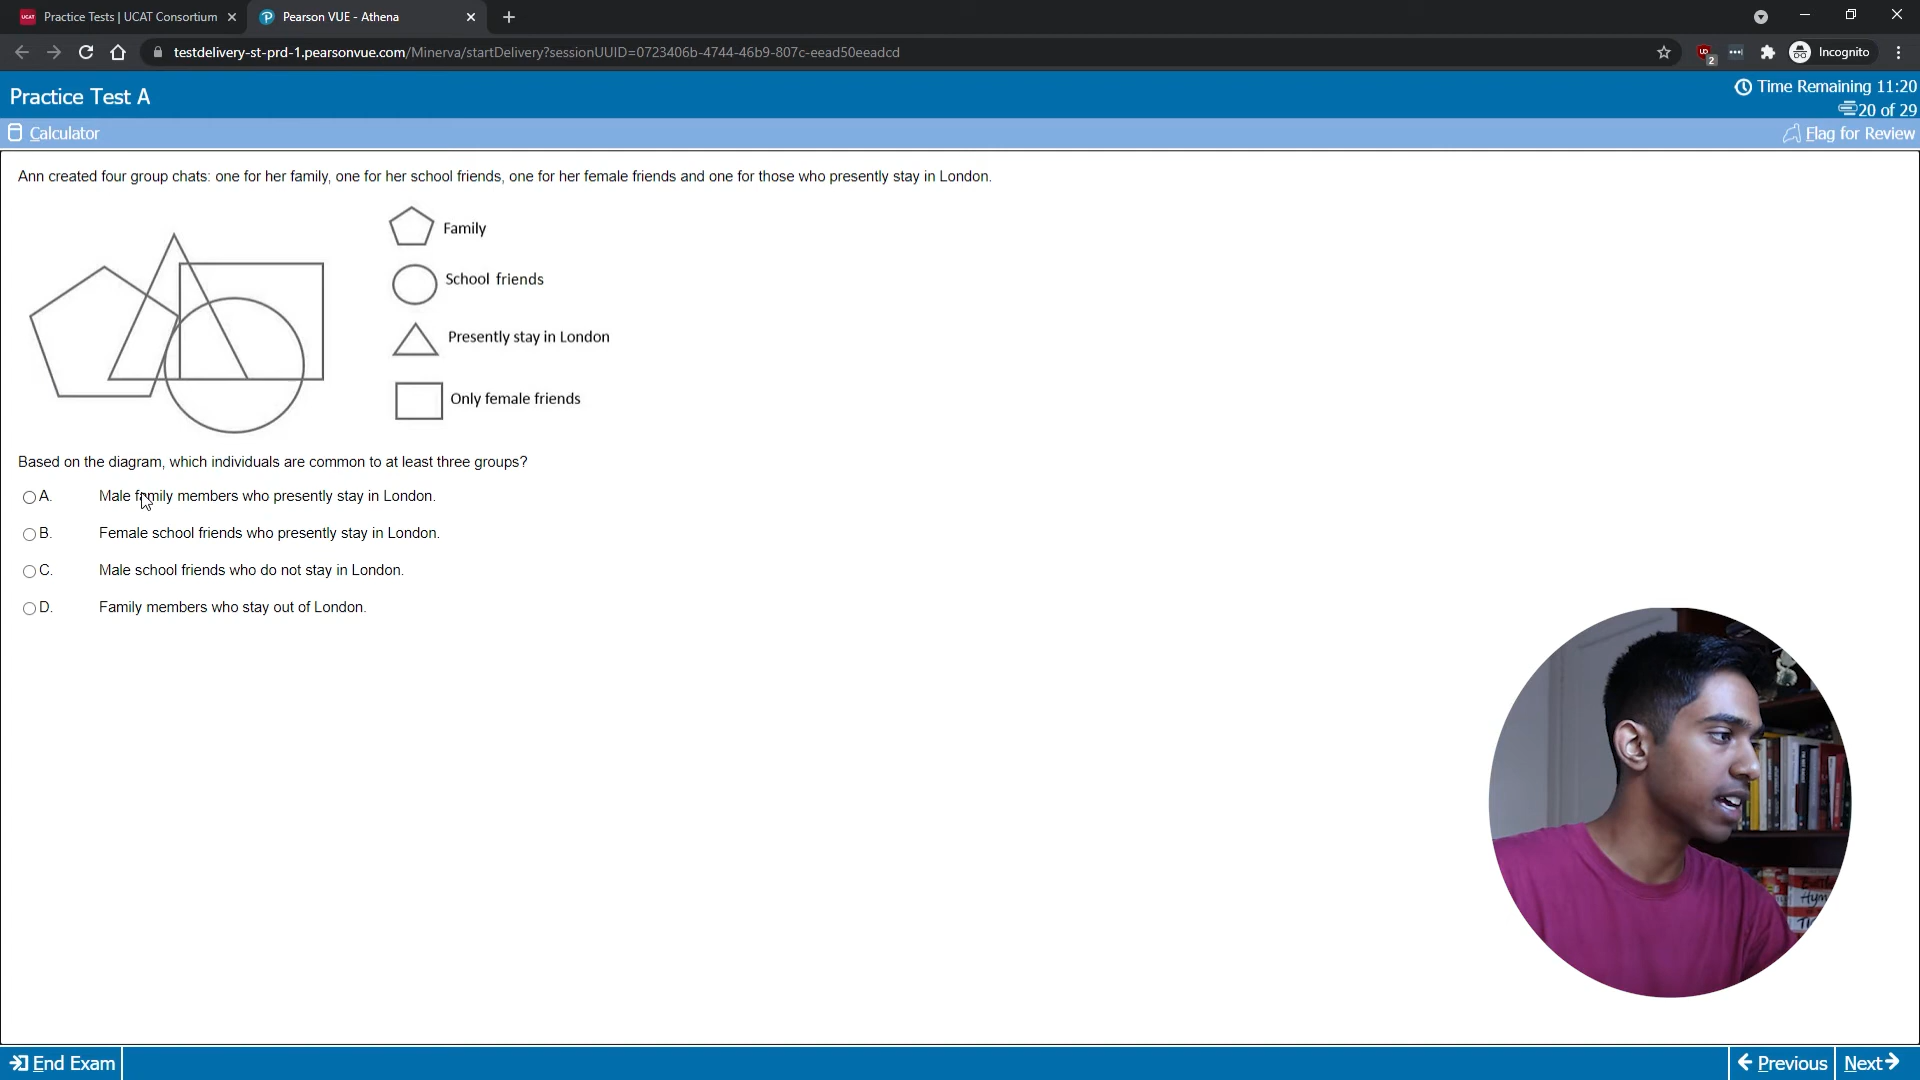 Practice Tests | UCAT Consortium
Pearson VUE - Athena
testdelivery-st-prd-1.pearsonvue.com/Minerva/startDelivery?sessionUUID=0723406b-4744-46b9-807c-eead50eeadcd
2
Incognito
Practice Test A
Time Remaining 11:20
20 of 29
Calculator
Flag for Review
Ann created four group chats: one for her family, one for her school friends, one for her female friends and one for those who presently stay in London.
Family
School friends
Presently stay in London
Only female friends
Based on the diagram, which individuals are common to at least three groups?
A. Male family members who presently stay in London.
B. Female school friends who presently stay in London.
C. Male school friends who do not stay in London.
D. Family members who stay out of London.
End Exam
Previous
Next